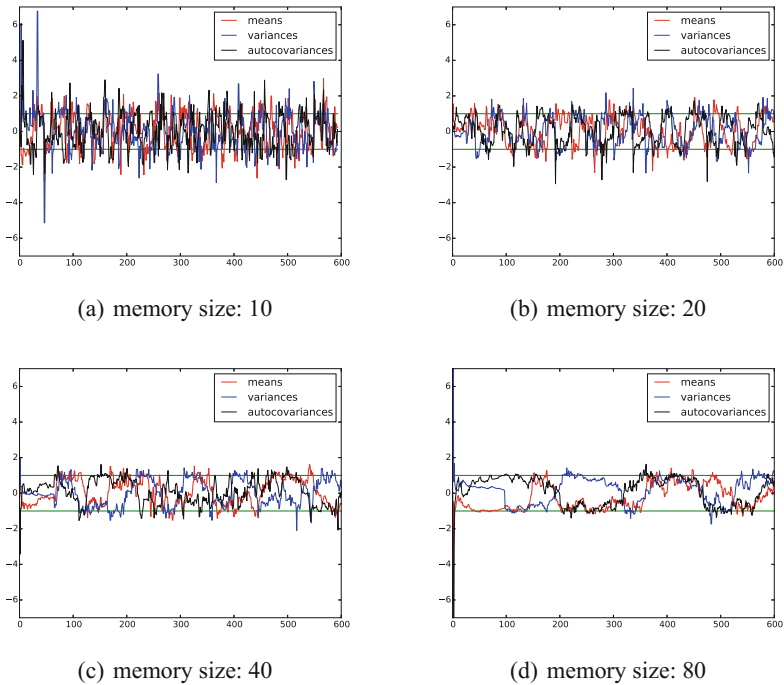 6
4
2
0
−2
−4
−6
0 100 200 300 400 500 600
means
variances
autocovariances
(a) memory size: 10
6
4
2
0
−2
−4
−6
0 100 200 300 400 500 600
means
variances
autocovariances
(b) memory size: 20
6
4
2
0
−2
−4
−6
0 100 200 300 400 500 600
means
variances
autocovariances
(c) memory size: 40
6
4
2
0
−2
−4
−6
0 100 200 300 400 500 600
means
variances
autocovariances
(d) memory size: 80